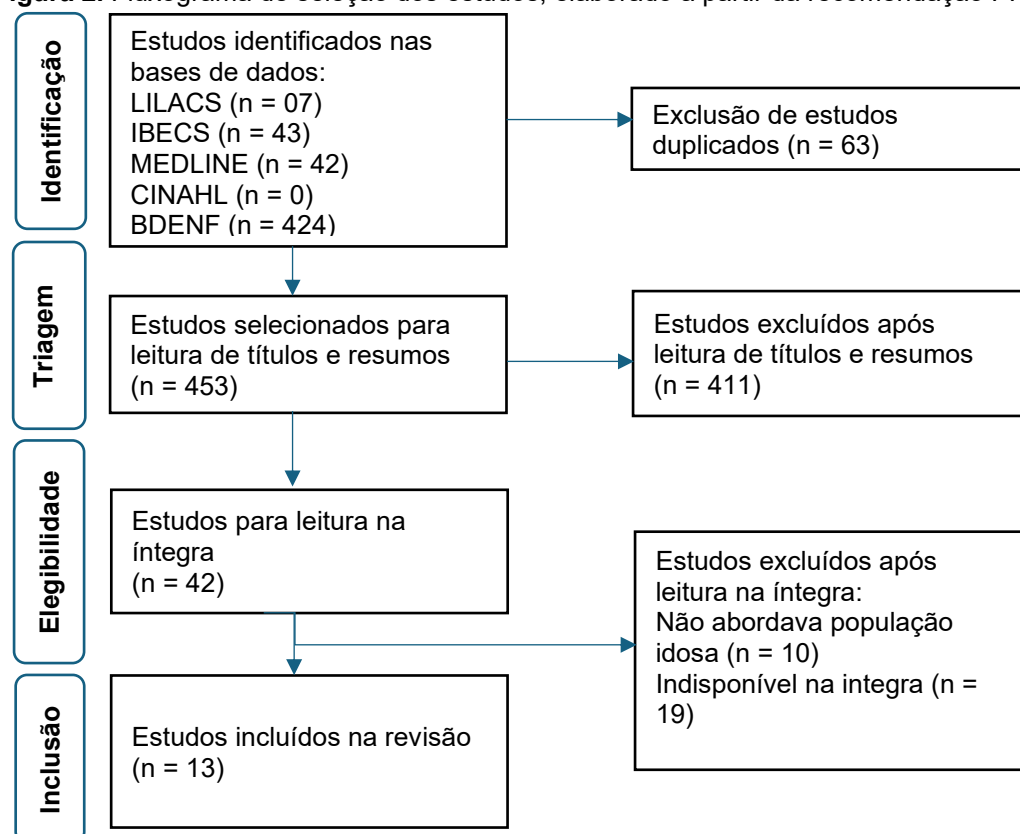 Identificação
Estudos identificados nas
bases de dados:
LILACS (n = 07)
IBECS (n = 43)
MEDLINE (n = 42)
CINAHL (n = 0)
BDENF (n = 424)
Exclusão de estudos
duplicados (n = 63)
Triagem
Estudos selecionados para
leitura de títulos e resumos
(n = 453)
Estudos excluídos após
leitura de títulos e resumos
(n = 411)
Elegibilidade
Estudos para leitura na
íntegra
(n = 42)
Estudos excluídos após
leitura na íntegra:
Não abordava população
idosa (n = 10)
Indisponível na integra (n =
19)
Inclusão
Estudos incluídos na revisão
(n = 13)